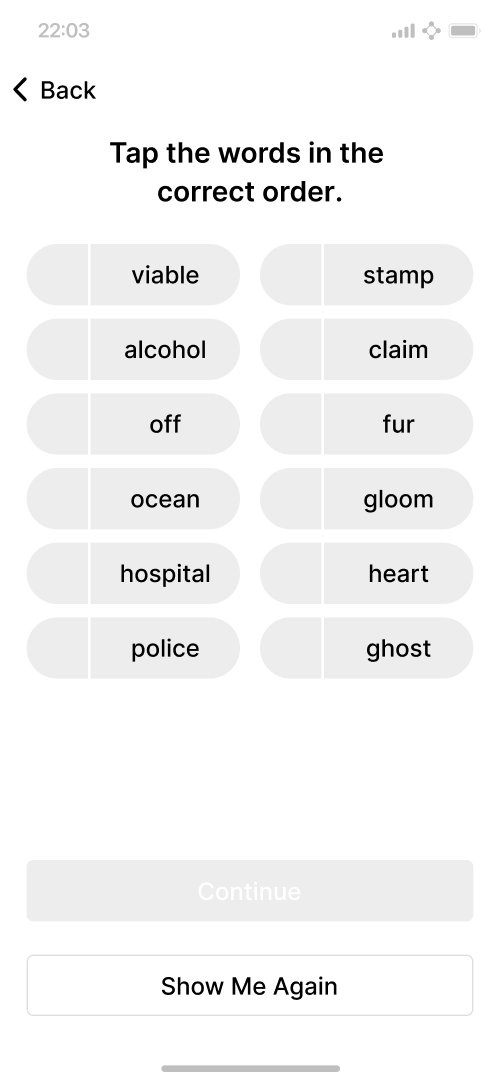 22:03
Back
Tap the words in the
correct order.
viable stamp
alcohol claim
off fur
ocean gloom
hospital heart
police ghost
Continue
Show Me Again